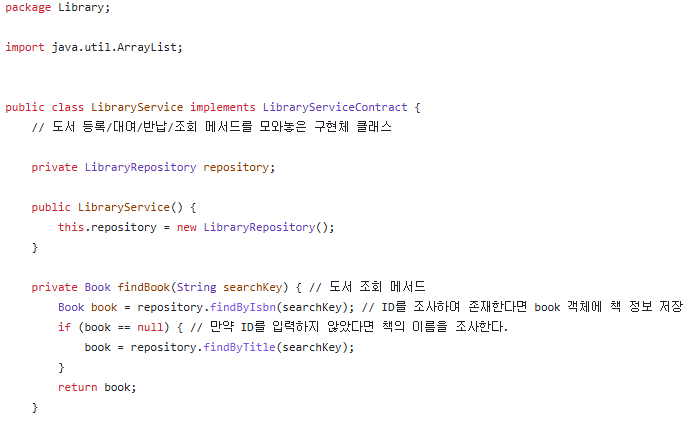 package Library;
import java.util.ArrayList;
public class LibraryService implements LibraryServiceContract {
// 도서 등록/대여/반납/조회 메서드를 모와놓은 구현체 클래스
private LibraryRepository repository;
public LibraryService() {
this.repository = new LibraryRepository();
}
private Book findBook(String searchKey) { // 도서 조회 메서드
Book book = repository.findByIsbn(searchKey); // ID를 조사하여 존재한다면 book 객체에 책 정보 저장
if (book == null) { // 만약 ID를 입력하지 않았다면 책의 이름을 조사한다.
book = repository.findByTitle(searchKey);
}
return book;
}